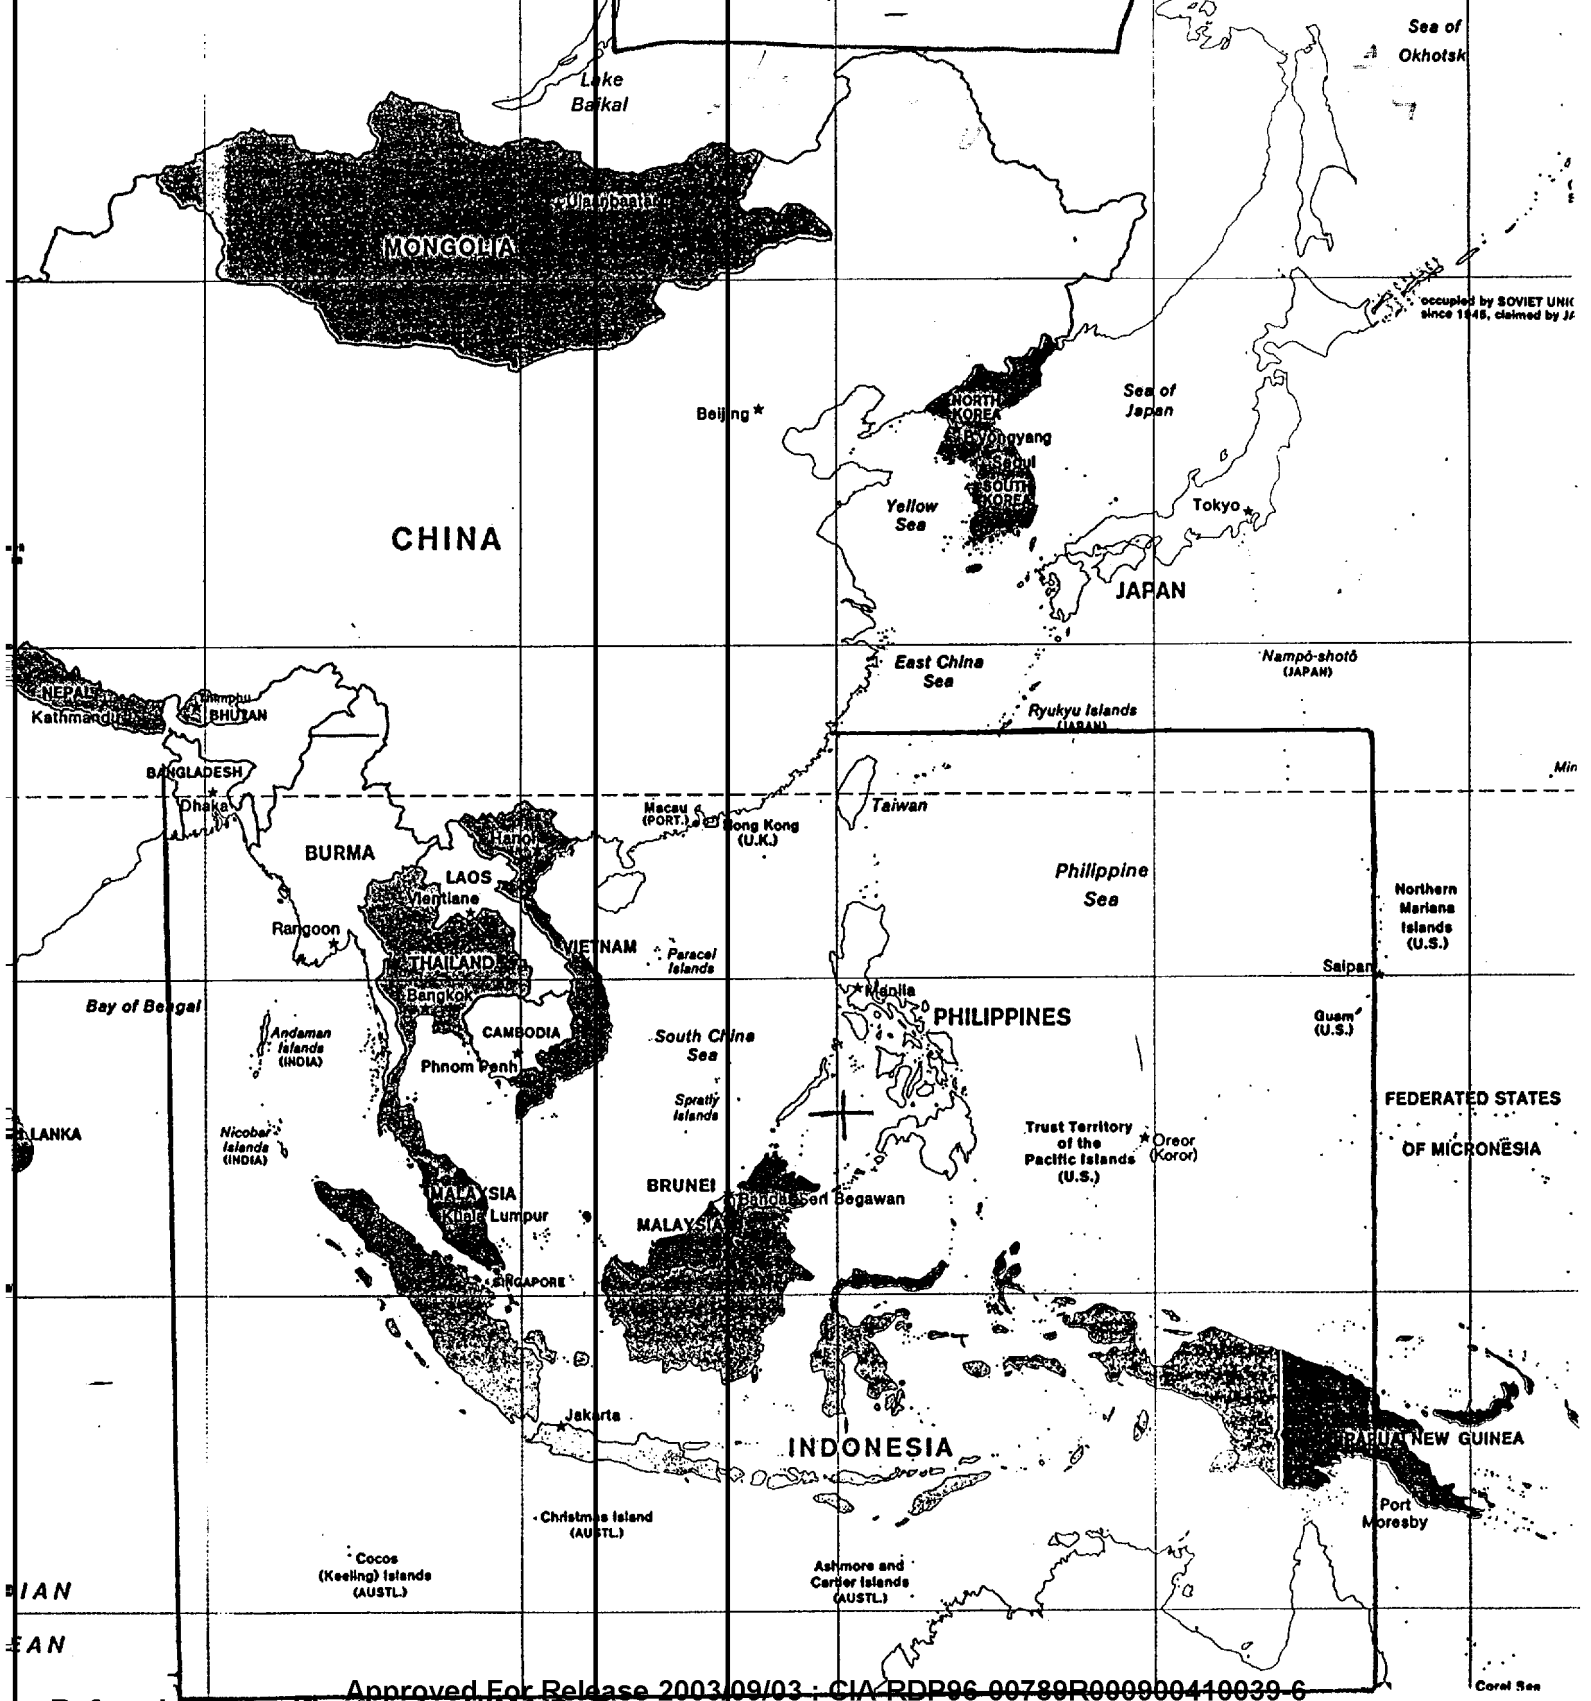 Sea of
Okhotsk
Lake
Baikal
Ulaanbaatar
MONGOLIA
occupied by SOVIET
since 1945, claimed by
Beijing
NORTH
KOREA
P'yongyang
Seoul
SOUTH
KOREA
Sea of
Japan
Yellow
Sea
Tokyo
CHINA
JAPAN
East China
Sea
Nampō-shotō
(JAPAN)
Ryukyu Islands
(JAPAN)
NEPAL
Kathmandu
Thimphu
BHUTAN
BANGLADESH
Dhaka
Macau
(PORT.)
Hong Kong
(U.K.)
Taiwan
BURMA
Hanoi
LAOS
Vientiane
Rangoon
VIETNAM
THAILAND
Bangkok
Paracel
Islands
Philippine
Sea
Northern
Mariana
Islands
(U.S.)
Saipan
Manila
PHILIPPINES
Guam
(U.S.)
Bay of Bengal
Andaman
Islands
(INDIA)
CAMBODIA
Phnom Penh
South China
Sea
Spratly
Islands
FEDERATED STATES
OF MICRONESIA
LANKA
Nicobar
Islands
(INDIA)
Trust Territory
of the
Pacific Islands
(U.S.)
Oreor
(Koror)
MALAYSIA
Kuala Lumpur
BRUNEI
Bandar Seri Begawan
MALAYSIA
SINGAPORE
Jakarta
INDONESIA
PAPUA NEW GUINEA
Port
Moresby
Christmas Island
(AUSTL.)
Cocos
(Keeling) Islands
(AUSTL.)
Ashmore and
Cartier Islands
(AUSTL.)
Coral Sea
Approved For Release 2003/09/03 : CIA-RDP96-00789R000900410039-6